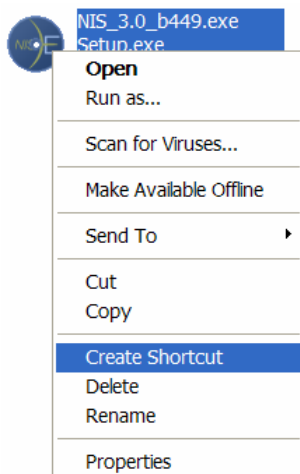 NIS_3.0_b449.exe
Setup.exe
NIS E
Open
Run as...
Scan for Viruses...
Make Available Offline
Send To
Cut
Copy
Create Shortcut
Delete
Rename
Properties